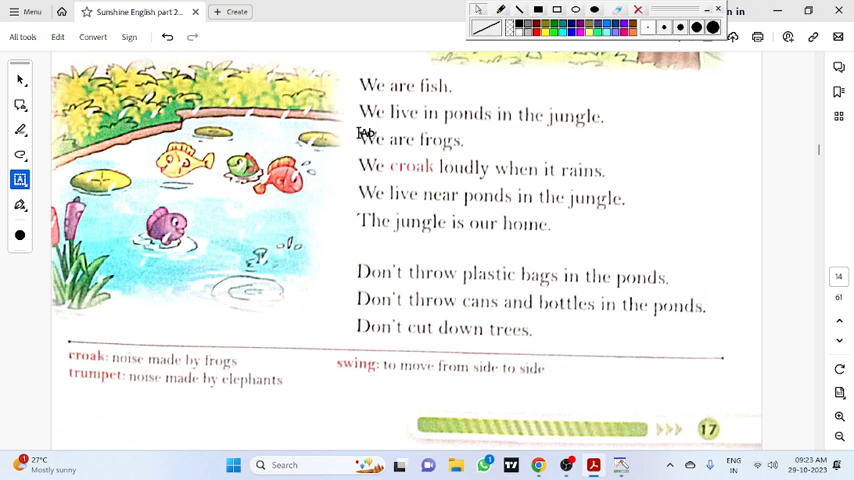 Menu
Sunshine English part 2...
Create
in in
All tools
Edit
Convert
Sign
We are fish.
We live in ponds in the jungle.
We are frogs.
We croak loudly when it rains.
We live near ponds in the jungle.
The jungle is our home.
Don't throw plastic bags in the ponds.
Don't throw cans and bottles in the ponds.
Don't cut down trees.
croak: noise made by frogs
swing: to move from side to side
trumpet: noise made by elephants
17
14
61
1
27°C
Mostly sunny
Search
1
ENG
IN
09:23 AM
29-10-2023